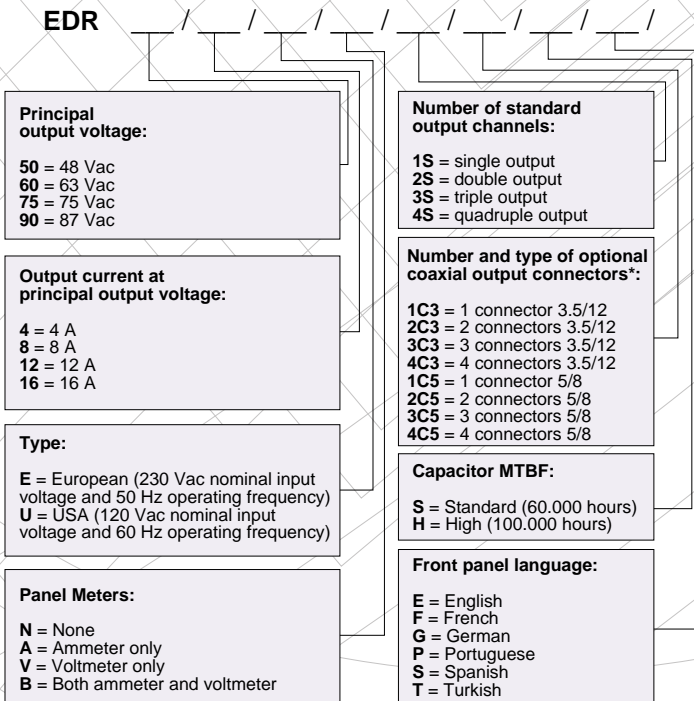 EDR ___/___/___/___/___/___/___/
Principal
output voltage:
50 = 48 Vac
60 = 63 Vac
75 = 75 Vac
90 = 87 Vac
Output current at
principal output voltage:
4 = 4 A
8 = 8 A
12 = 12 A
16 = 16 A
Type:
E = European (230 Vac nominal input
voltage and 50 Hz operating frequency)
U = USA (120 Vac nominal input
voltage and 60 Hz operating frequency)
Panel Meters:
N = None
A = Ammeter only
V = Voltmeter only
B = Both ammeter and voltmeter
Number of standard
output channels:
1S = single output
2S = double output
3S = triple output
4S = quadruple output
Number and type of optional
coaxial output connectors*:
1C3 = 1 connector 3.5/12
2C3 = 2 connectors 3.5/12
3C3 = 3 connectors 3.5/12
4C3 = 4 connectors 3.5/12
1C5 = 1 connector 5/8
2C5 = 2 connectors 5/8
3C5 = 3 connectors 5/8
4C5 = 4 connectors 5/8
Capacitor MTBF:
S = Standard (60.000 hours)
H = High (100.000 hours)
Front panel language:
E = English
F = French
G = German
P = Portuguese
S = Spanish
T = Turkish